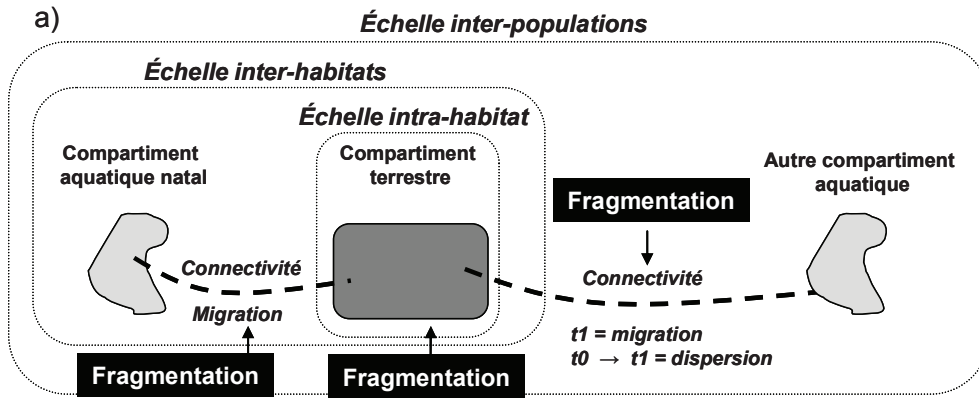 a)
Échelle inter-populations
Échelle inter-habitats
Échelle intra-habitat
Compartiment
aquatique natal
Compartiment
terrestre
Autre compartiment
aquatique
Fragmentation
Connectivité
Migration
Connectivité
t1 = migration
t0 → t1 = dispersion
Fragmentation
Fragmentation